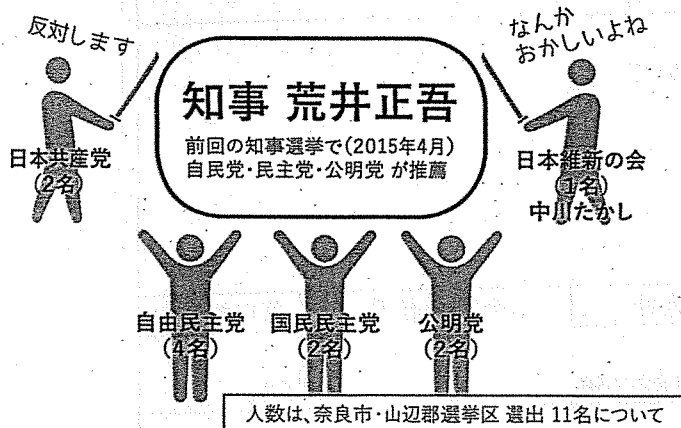 反対します
なんか
おかしいよね
知事 荒井正吾
前回の知事選挙で(2015年4月)
自民党・民主党・公明党 が推薦
日本共産党
(2名)
日本維新の会
(1名)
中川たかし
自由民主党
(4名)
国民民主党
(2名)
公明党
(2名)
人数は、奈良市・山辺郡選挙区 選出 11名について